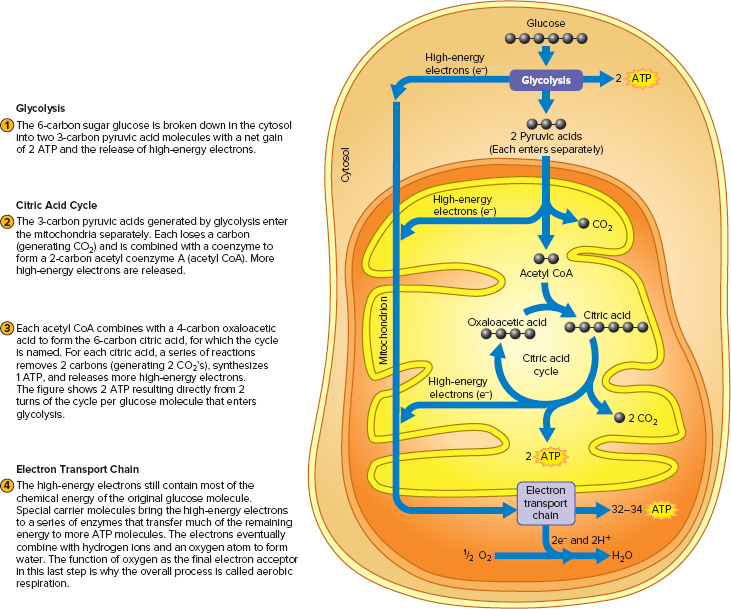 Glycolysis
1 The 6-carbon sugar glucose is broken down in the cytosol
into two 3-carbon pyruvic acid molecules with a net gain
of 2 ATP and the release of high-energy electrons.
Citric Acid Cycle
2 The 3-carbon pyruvic acids generated by glycolysis enter
the mitochondria separately. Each loses a carbon
(generating CO₂) and is combined with a coenzyme to
form a 2-carbon acetyl coenzyme A (acetyl CoA). More
high-energy electrons are released.
3 Each acetyl CoA combines with a 4-carbon oxaloacetic
acid to form the 6-carbon citric acid, for which the cycle
is named. For each citric acid, a series of reactions
removes 2 carbons (generating 2 CO₂'s), synthesizes
1 ATP, and releases more high-energy electrons.
The figure shows 2 ATP resulting directly from 2
turns of the cycle per glucose molecule that enters
glycolysis.
Electron Transport Chain
4 The high-energy electrons still contain most of the
chemical energy of the original glucose molecule.
Special carrier molecules bring the high-energy electrons
to a series of enzymes that transfer much of the remaining
energy to more ATP molecules. The electrons eventually
combine with hydrogen ions and an oxygen atom to form
water. The function of oxygen as the final electron acceptor
in this last step is why the overall process is called aerobic
respiration.
Glucose
High-energy
electrons (e⁻)
Glycolysis
2 ATP
2 Pyruvic acids
(Each enters separately)
Cytosol
High-energy
electrons (e⁻)
CO₂
Acetyl CoA
Mitochondrion
Oxaloacetic acid
Citric acid
Citric acid
cycle
High-energy
electrons (e⁻)
2 CO₂
2 ATP
Electron
transport
chain
32–34 ATP
2e⁻ and 2H⁺
½ O₂
H₂O